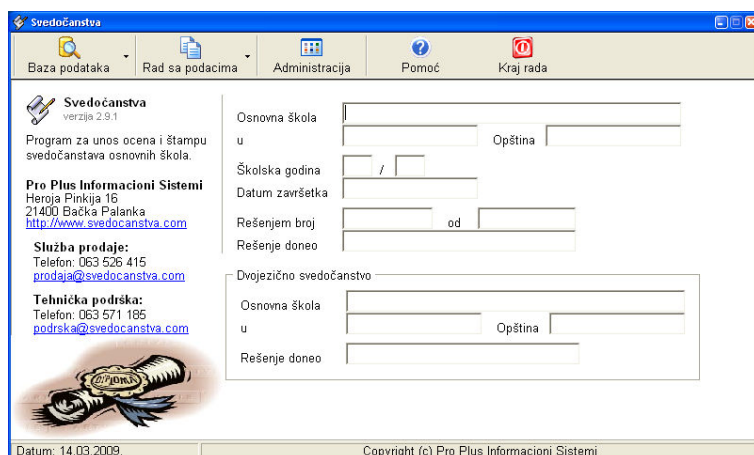 Svedočanstva
Baza podataka
Rad sa podacima
Administracija
Pomoć
Kraj rada
Svedočanstva
verzija 2.9.1
Program za unos ocena i štampu
svedočanstava osnovnih škola.
Pro Plus Informacioni Sistemi
Heroja Pinkija 16
21400 Bačka Palanka
http://www.svedocanstva.com
Služba prodaje:
Telefon: 063 526 415
prodaja@svedocanstva.com
Tehnička podrška:
Telefon: 063 571 185
podrska@svedocanstva.com
DIPLOMA
Osnovna škola
u
Opština
Školska godina /
Datum završetka
Rešenjem broj
od
Rešenje doneo
Dvojezično svedočanstvo
Osnovna škola
u
Opština
Rešenje doneo
Datum: 14.03.2009.
Copyright (c) Pro Plus Informacioni Sistemi